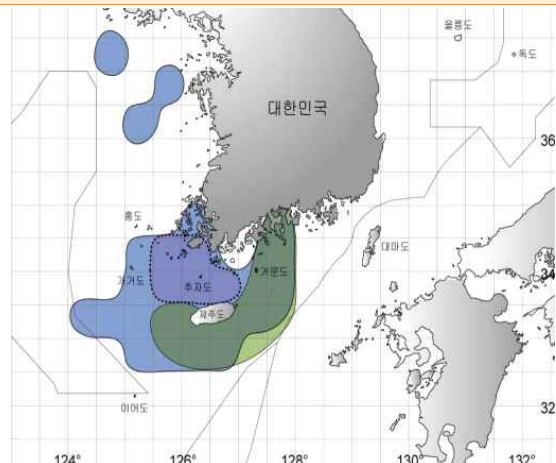 울릉도
독도
대한민국
36
홍도
대마도
가거도
추자도
거문도
34
제주도
이어도
32
124°
126°
128°
130°
132°